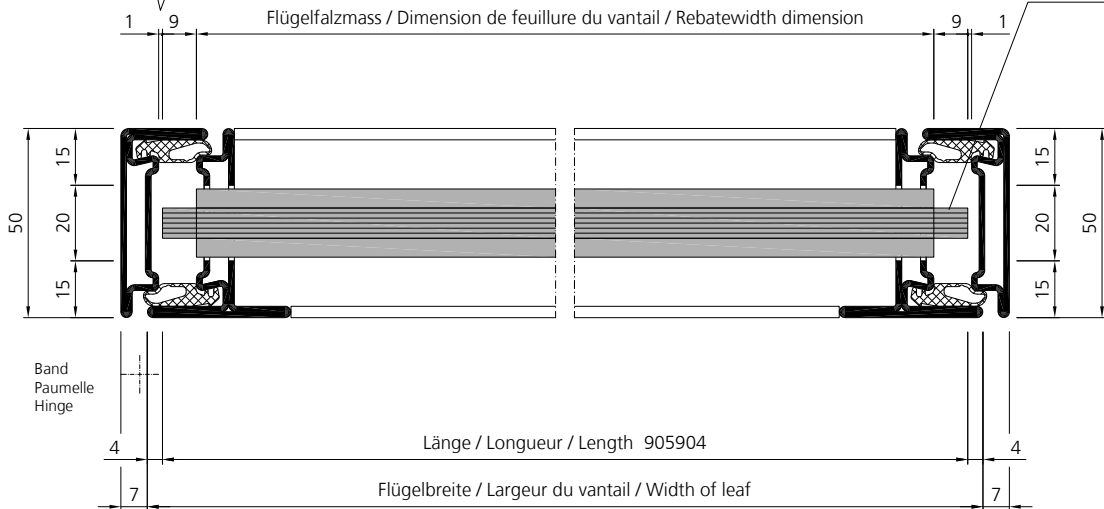 Flügelfalzmass / Dimension de feuillure du vantail / Rebatewidth dimension
1 9 9 1
50 15 20 15
15 20 15 50
Band
Paumelle
Hinge
Länge / Longueur / Length 905904
4 4
Flügelbreite / Largeur du vantail / Width of leaf
7 7